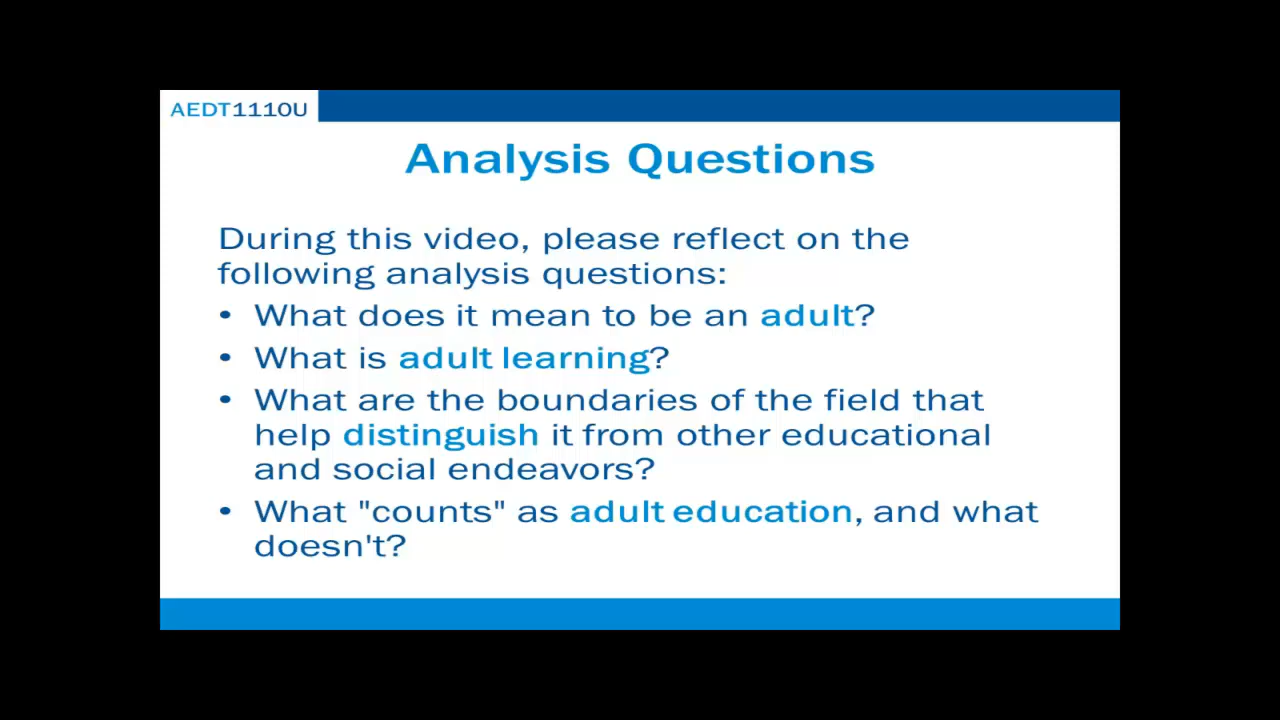 AEDT1110U
Analysis Questions
During this video, please reflect on the
following analysis questions:
• What does it mean to be an adult?
• What is adult learning?
• What are the boundaries of the field that
help distinguish it from other educational
and social endeavors?
• What "counts" as adult education, and what
doesn't?